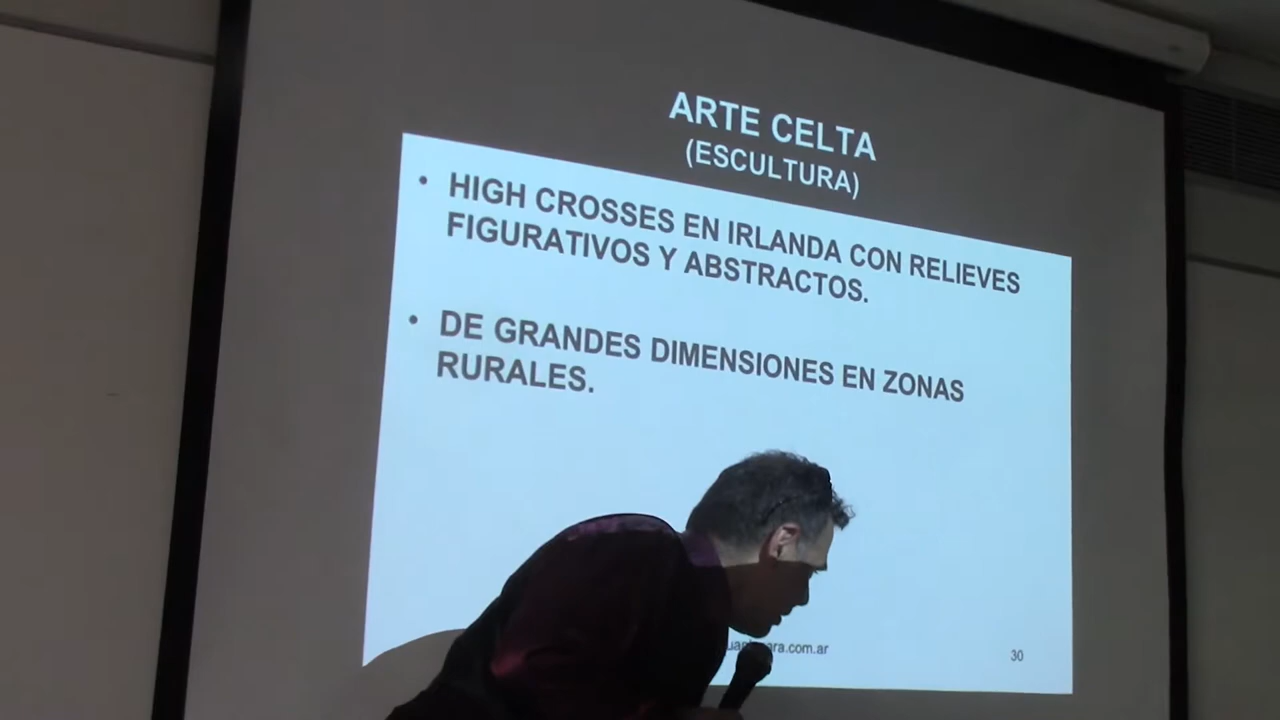 ARTE CELTA
(ESCULTURA)
• HIGH CROSSES EN IRLANDA CON RELIEVES
FIGURATIVOS Y ABSTRACTOS.
• DE GRANDES DIMENSIONES EN ZONAS
RURALES.
30